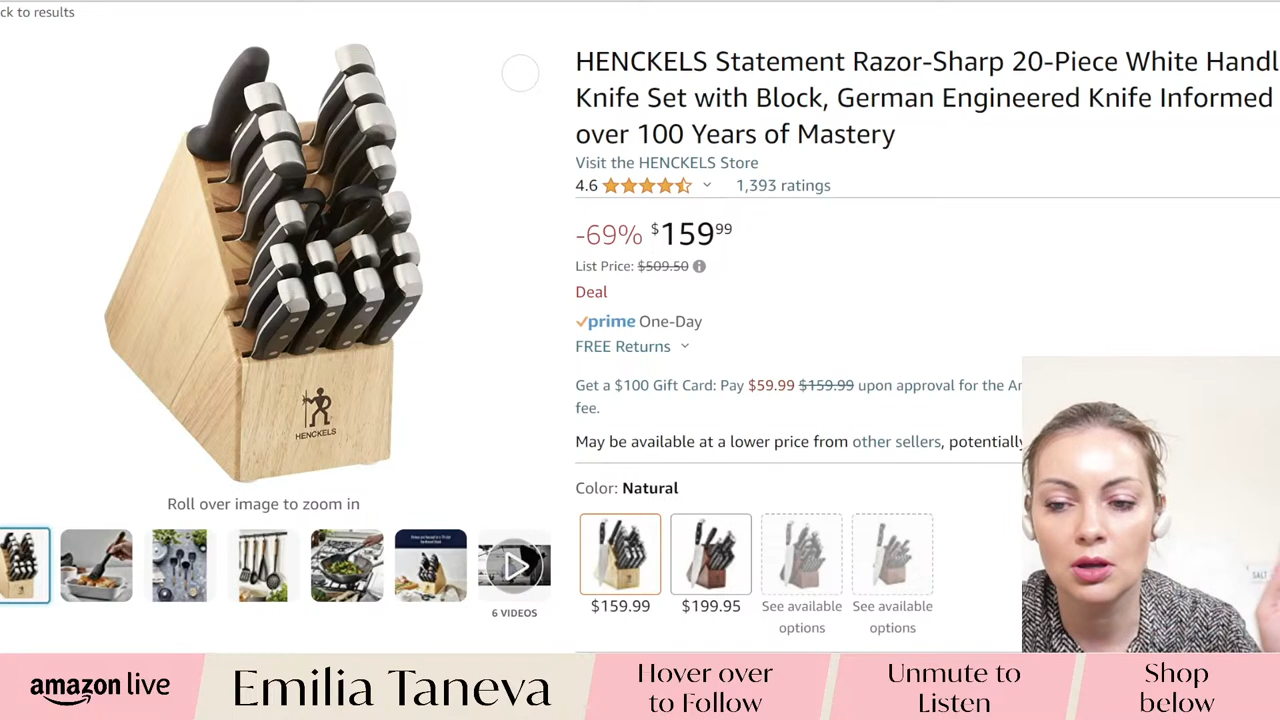 ck to results
HENCKELS Statement Razor-Sharp 20-Piece White Handl
Knife Set with Block, German Engineered Knife Informed
over 100 Years of Mastery
Visit the HENCKELS Store
4.6 1,393 ratings
-69% $15999
List Price: $509.50
Deal
prime One-Day
FREE Returns
Get a $100 Gift Card: Pay $59.99 $159.99 upon approval for the Am
fee.
May be available at a lower price from other sellers, potentially
Color: Natural
HENCKELS
Roll over image to zoom in
6 VIDEOS
$159.99
$199.95
See available
options
See available
options
SALT
amazon live
Emilia Taneva
Hover over
to Follow
Unmute to
Listen
Shop
below